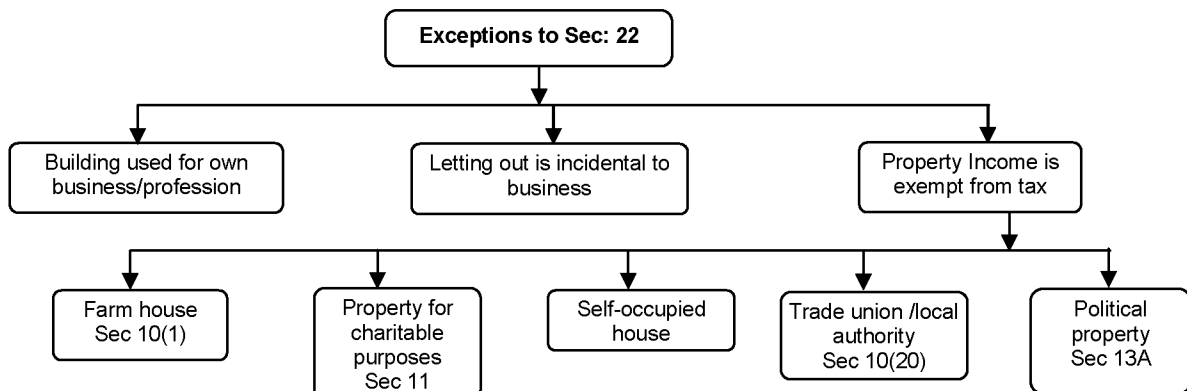 Exceptions to Sec: 22
Building used for own
business/profession
Letting out is incidental to
business
Property Income is
exempt from tax
Farm house
Sec 10(1)
Property for
charitable
purposes
Sec 11
Self-occupied
house
Trade union /local
authority
Sec 10(20)
Political
property
Sec 13A